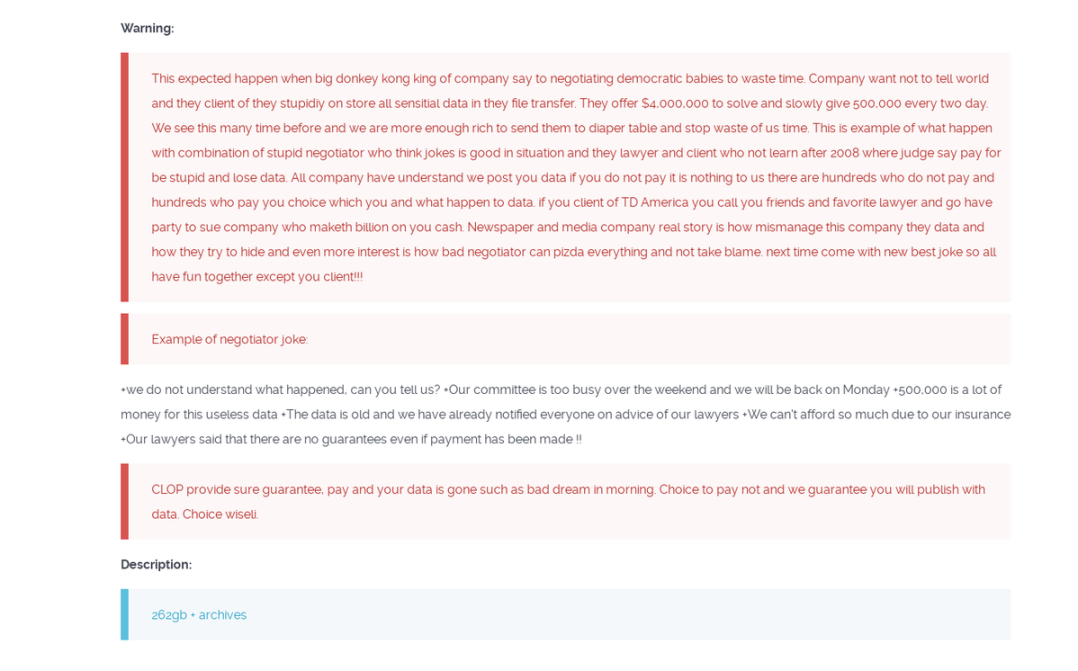 Warning:
This expected happen when big donkey kong king of company say to negotiating democratic babies to waste time. Company want not to tell world
and they client of they stupidiy on store all sensitial data in they file transfer. They offer $4,000,000 to solve and slowly give 500,000 every two day.
We see this many time before and we are more enough rich to send them to diaper table and stop waste of us time. This is example of what happen
with combination of stupid negotiator who think jokes is good in situation and they lawyer and client who not learn after 2008 where judge say pay for
be stupid and lose data. All company have understand we post you data if you do not pay it is nothing to us there are hundreds who do not pay and
hundreds who pay you choice which you and what happen to data. if you client of TD America you call you friends and favorite lawyer and go have
party to sue company who maketh billion on you cash. Newspaper and media company real story is how mismanage this company they data and
how they try to hide and even more interest is how bad negotiator can pizda everything and not take blame. next time come with new best joke so all
have fun together except you client!!!
Example of negotiator joke:
+we do not understand what happened, can you tell us? +Our committee is too busy over the weekend and we will be back on Monday +500,000 is a lot of
money for this useless data +The data is old and we have already notified everyone on advice of our lawyers +We can't afford so much due to our insurance
+Our lawyers said that there are no guarantees even if payment has been made !!
CLOP provide sure guarantee, pay and your data is gone such as bad dream in morning. Choice to pay not and we guarantee you will publish with
data. Choice wiseli.
Description:
262gb + archives